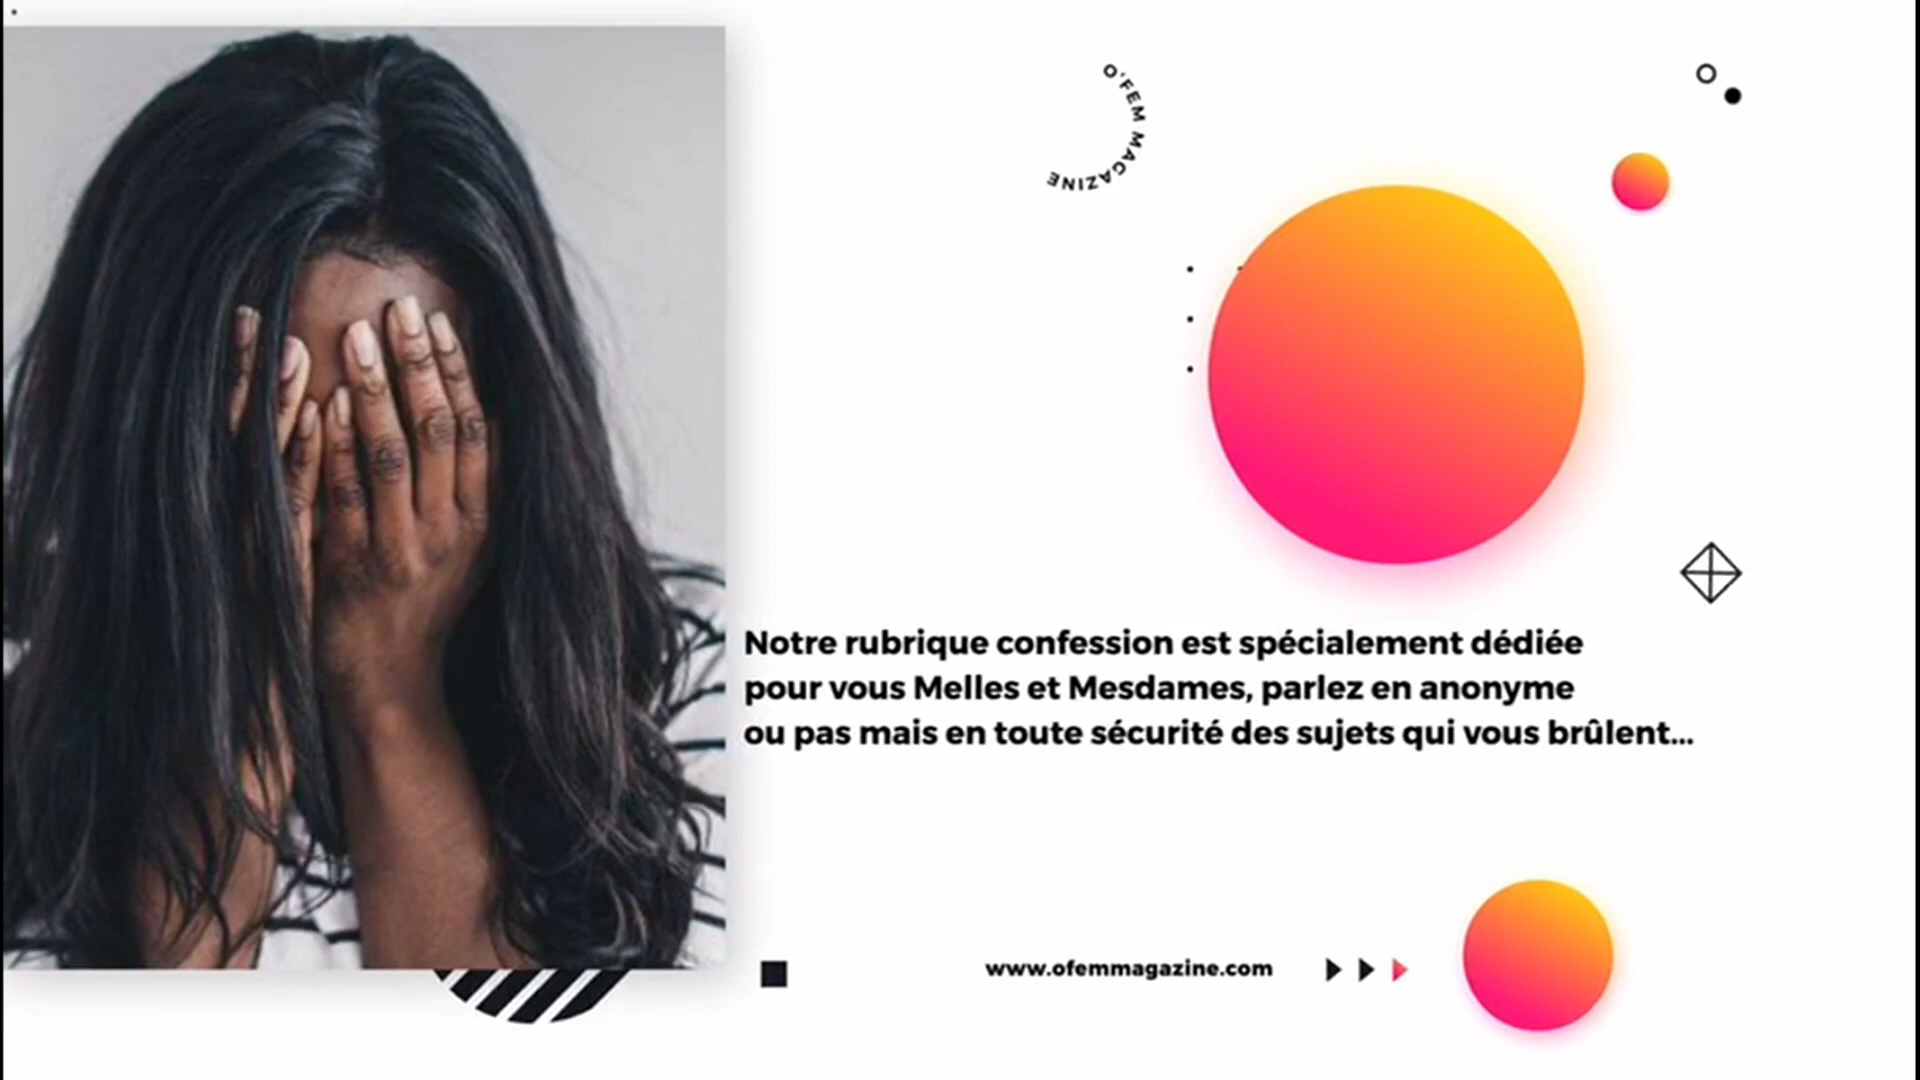 O'FEM MAGAZINE
Notre rubrique confession est spécialement dédiée
pour vous Melles et Mesdames, parlez en anonyme
ou pas mais en toute sécurité des sujets qui vous brûlent...
www.ofemmagazine.com